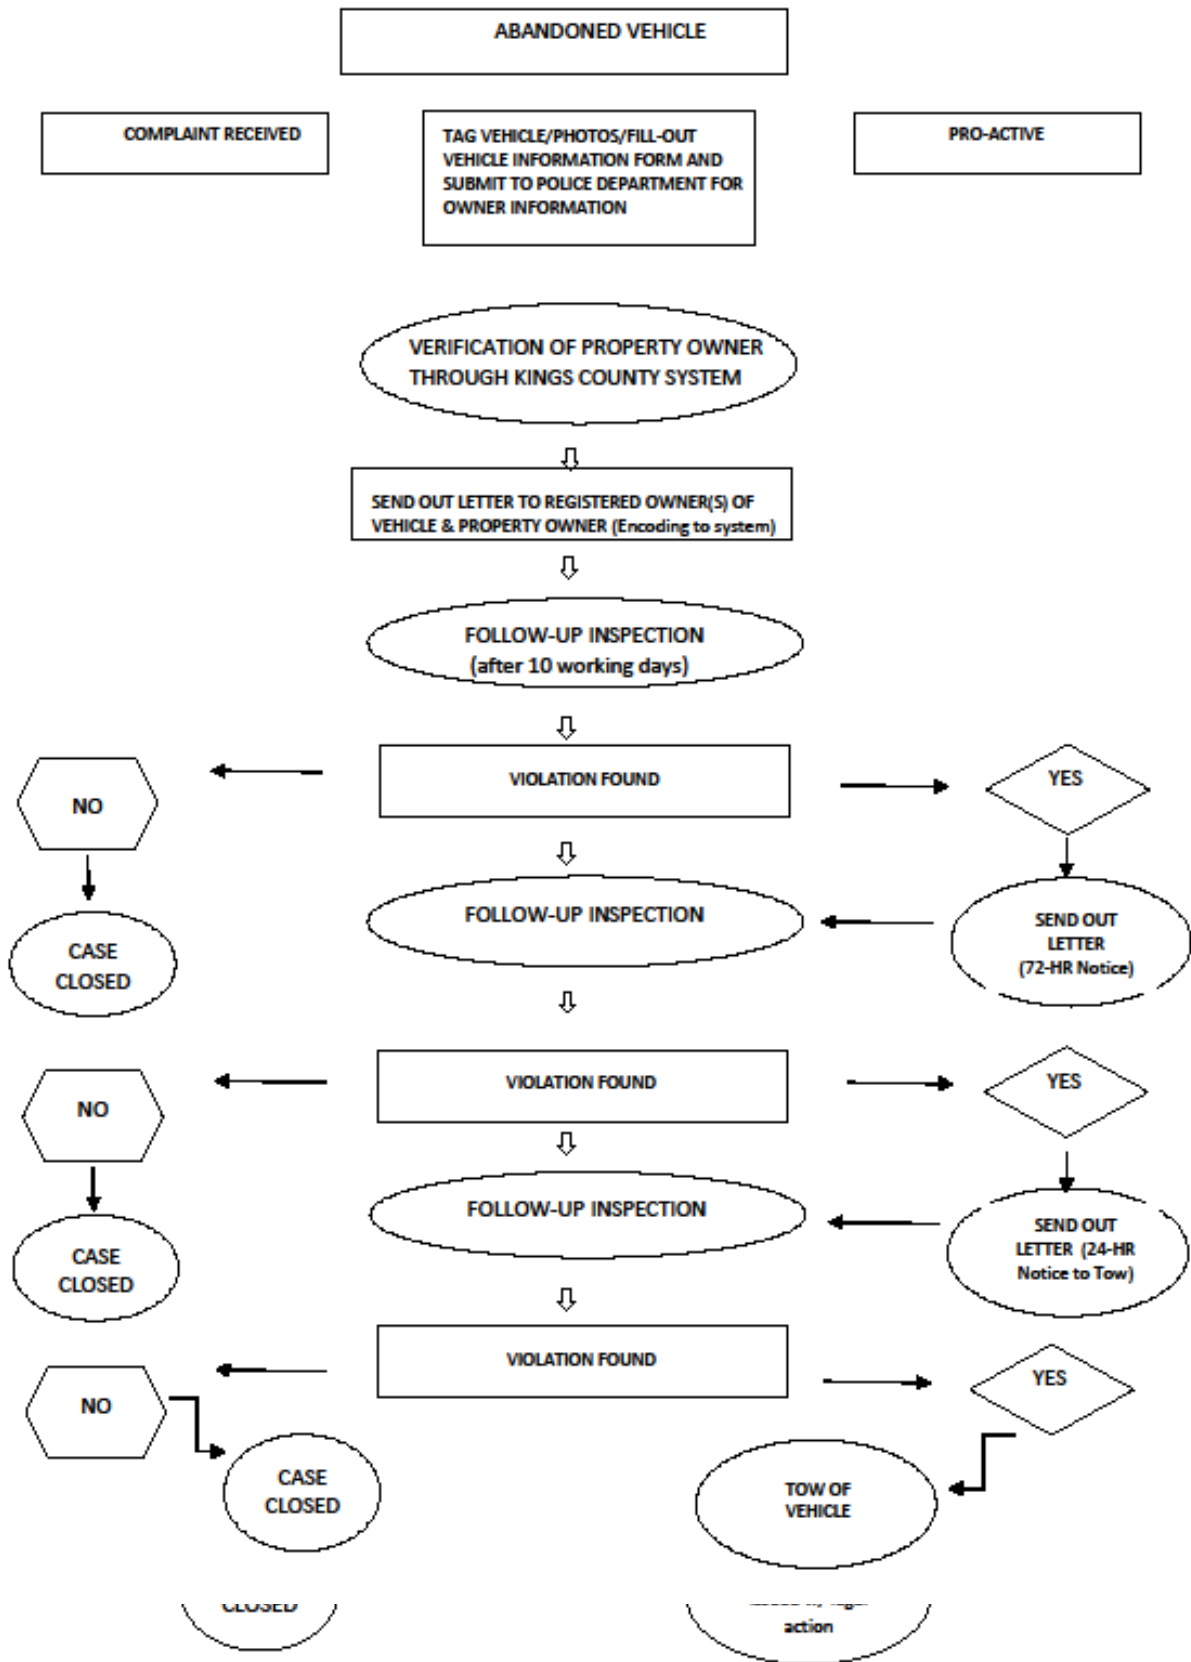 ABANDONED VEHICLE
COMPLAINT RECEIVED
TAG VEHICLE/PHOTOS/FILL-OUT
VEHICLE INFORMATION FORM AND
SUBMIT TO POLICE DEPARTMENT FOR
OWNER INFORMATION
PRO-ACTIVE
VERIFICATION OF PROPERTY OWNER
THROUGH KINGS COUNTY SYSTEM
SEND OUT LETTER TO REGISTERED OWNER(S) OF
VEHICLE & PROPERTY OWNER (Encoding to system)
FOLLOW-UP INSPECTION
(after 10 working days)
NO
VIOLATION FOUND
YES
CASE
CLOSED
FOLLOW-UP INSPECTION
SEND OUT
LETTER
(72-HR Notice)
NO
VIOLATION FOUND
YES
CASE
CLOSED
FOLLOW-UP INSPECTION
SEND OUT
LETTER (24-HR
Notice to Tow)
NO
VIOLATION FOUND
YES
CASE
CLOSED
TOW OF
VEHICLE
CLOSED
action